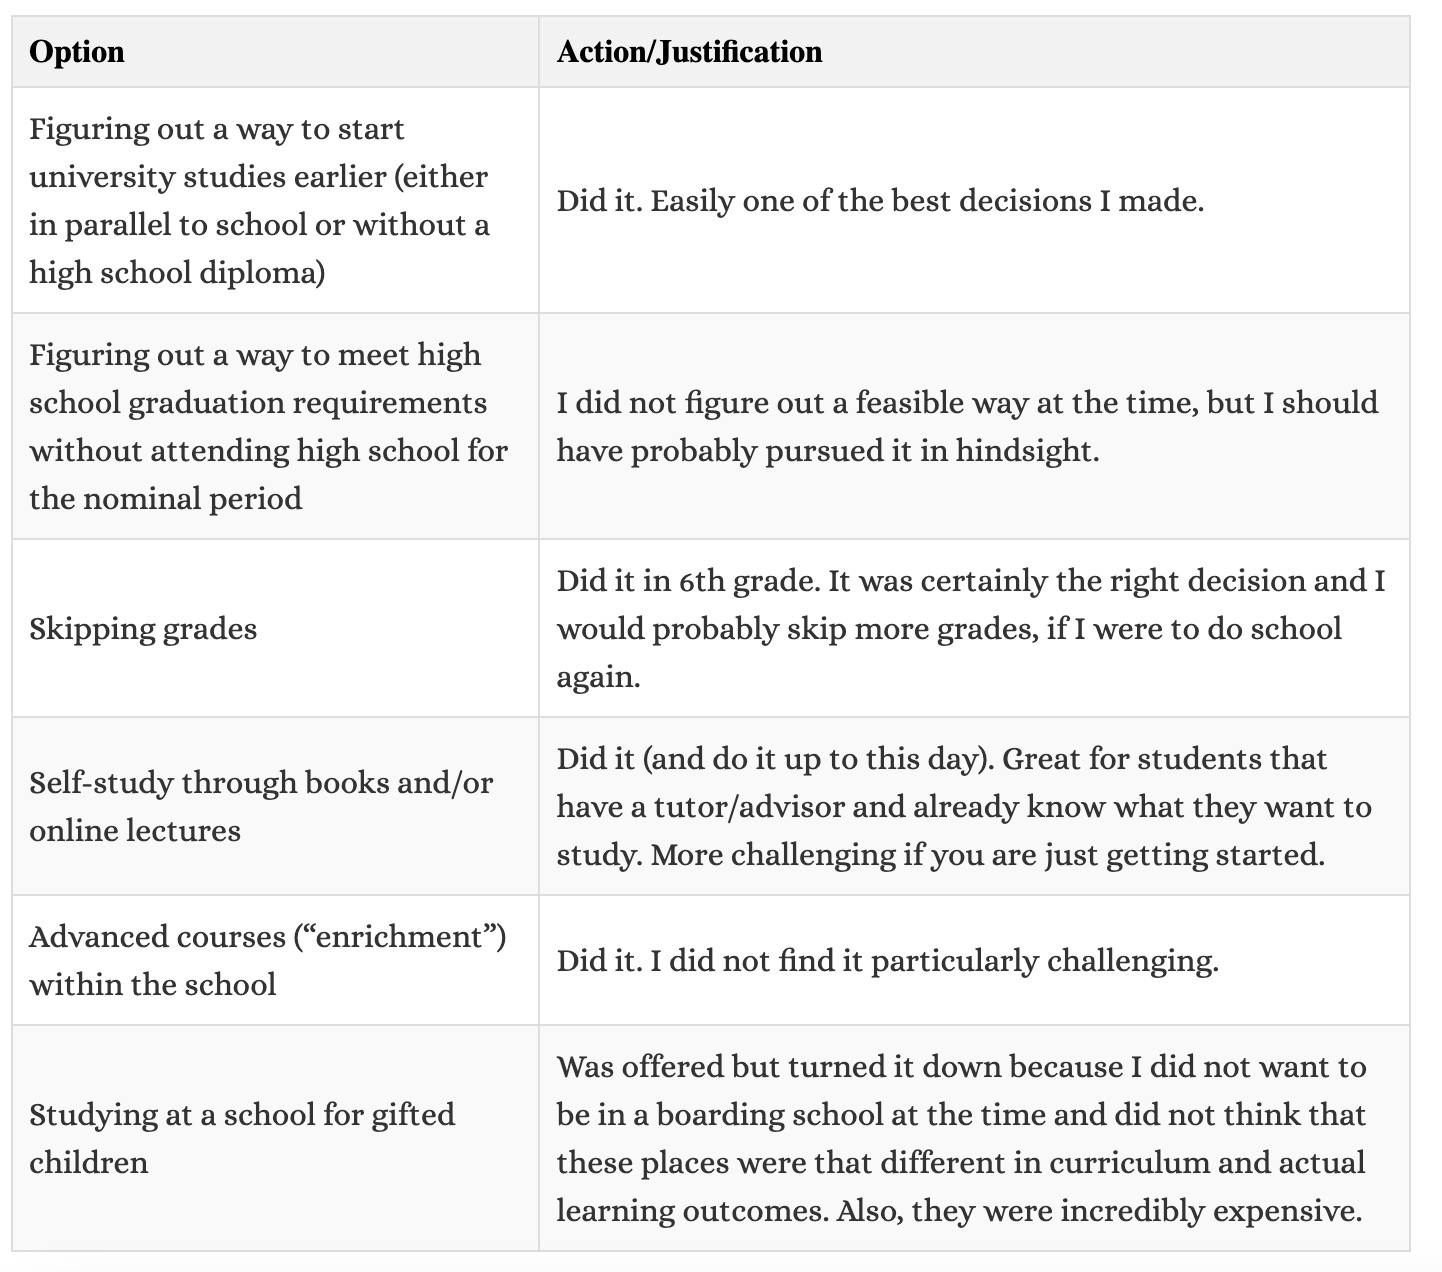 Option
Action/Justification
Figuring out a way to start
university studies earlier (either
in parallel to school or without a
high school diploma)
Did it. Easily one of the best decisions I made.
Figuring out a way to meet high
school graduation requirements
without attending high school for
the nominal period
I did not figure out a feasible way at the time, but I should
have probably pursued it in hindsight.
Skipping grades
Did it in 6th grade. It was certainly the right decision and I
would probably skip more grades, if I were to do school
again.
Self-study through books and/or
online lectures
Did it (and do it up to this day). Great for students that
have a tutor/advisor and already know what they want to
study. More challenging if you are just getting started.
Advanced courses (“enrichment”)
within the school
Did it. I did not find it particularly challenging.
Studying at a school for gifted
children
Was offered but turned it down because I did not want to
be in a boarding school at the time and did not think that
these places were that different in curriculum and actual
learning outcomes. Also, they were incredibly expensive.